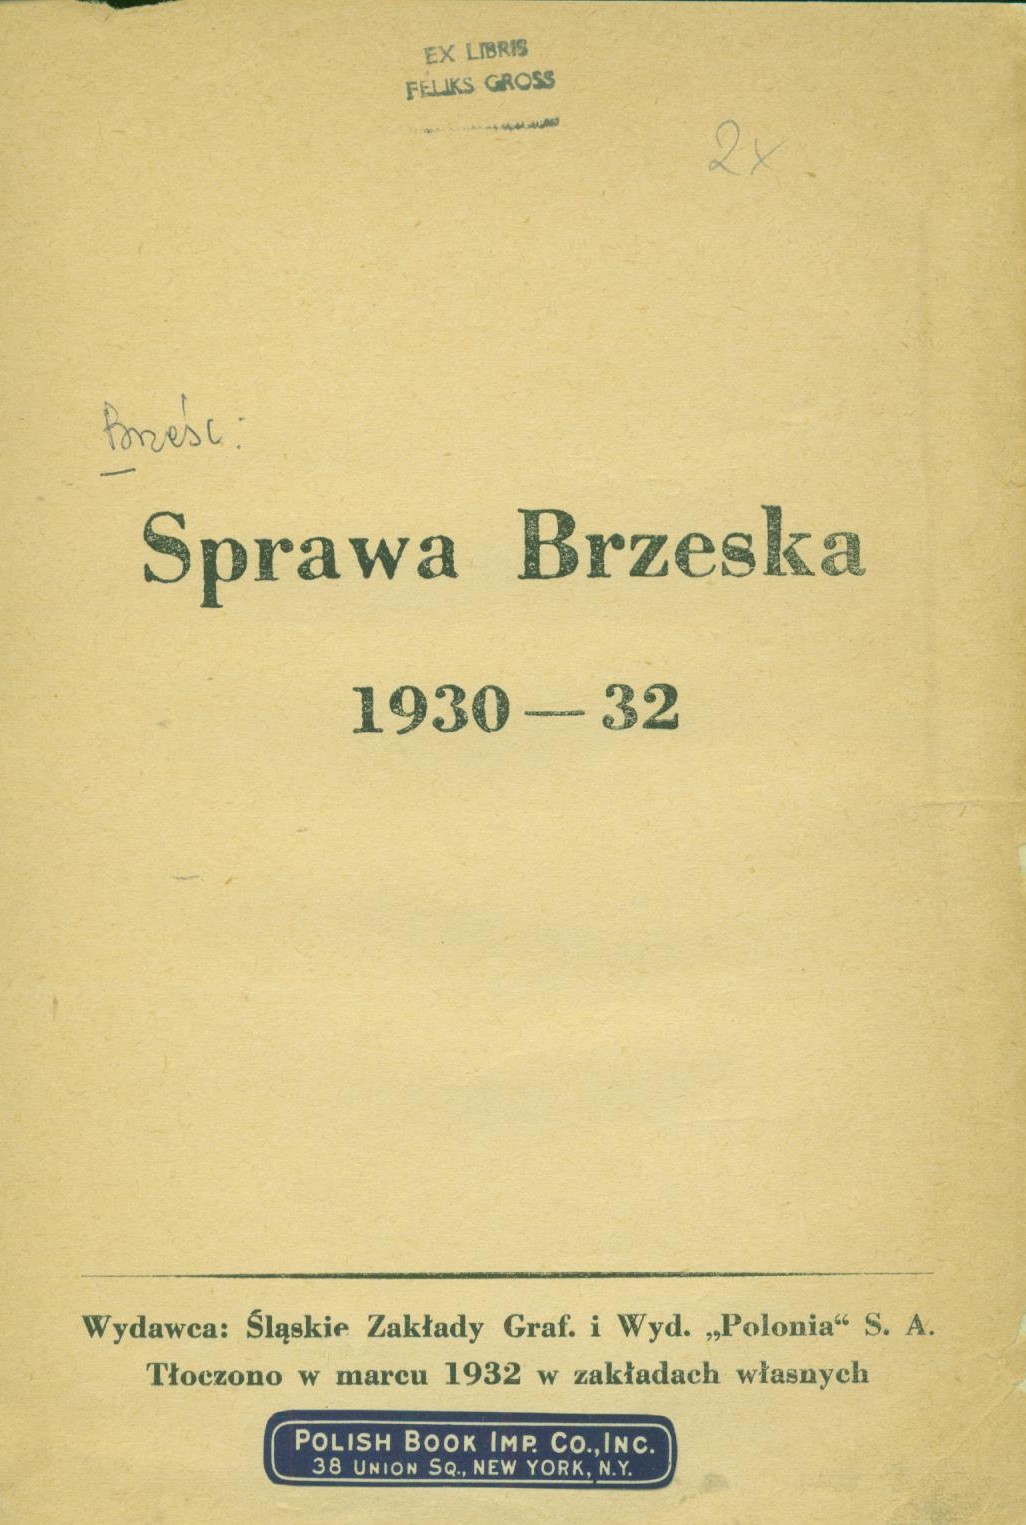 EX LIBRIS
FELIKS GROSS
2x
Brześć:
Sprawa Brzeska
1930 — 32
Wydawca: Śląskie Zakłady Graf. i Wyd. „Polonia“ S. A.
Tłoczono w marcu 1932 w zakładach własnych
POLISH BOOK IMP. CO., INC.
38 UNION SQ., NEW YORK, N.Y.